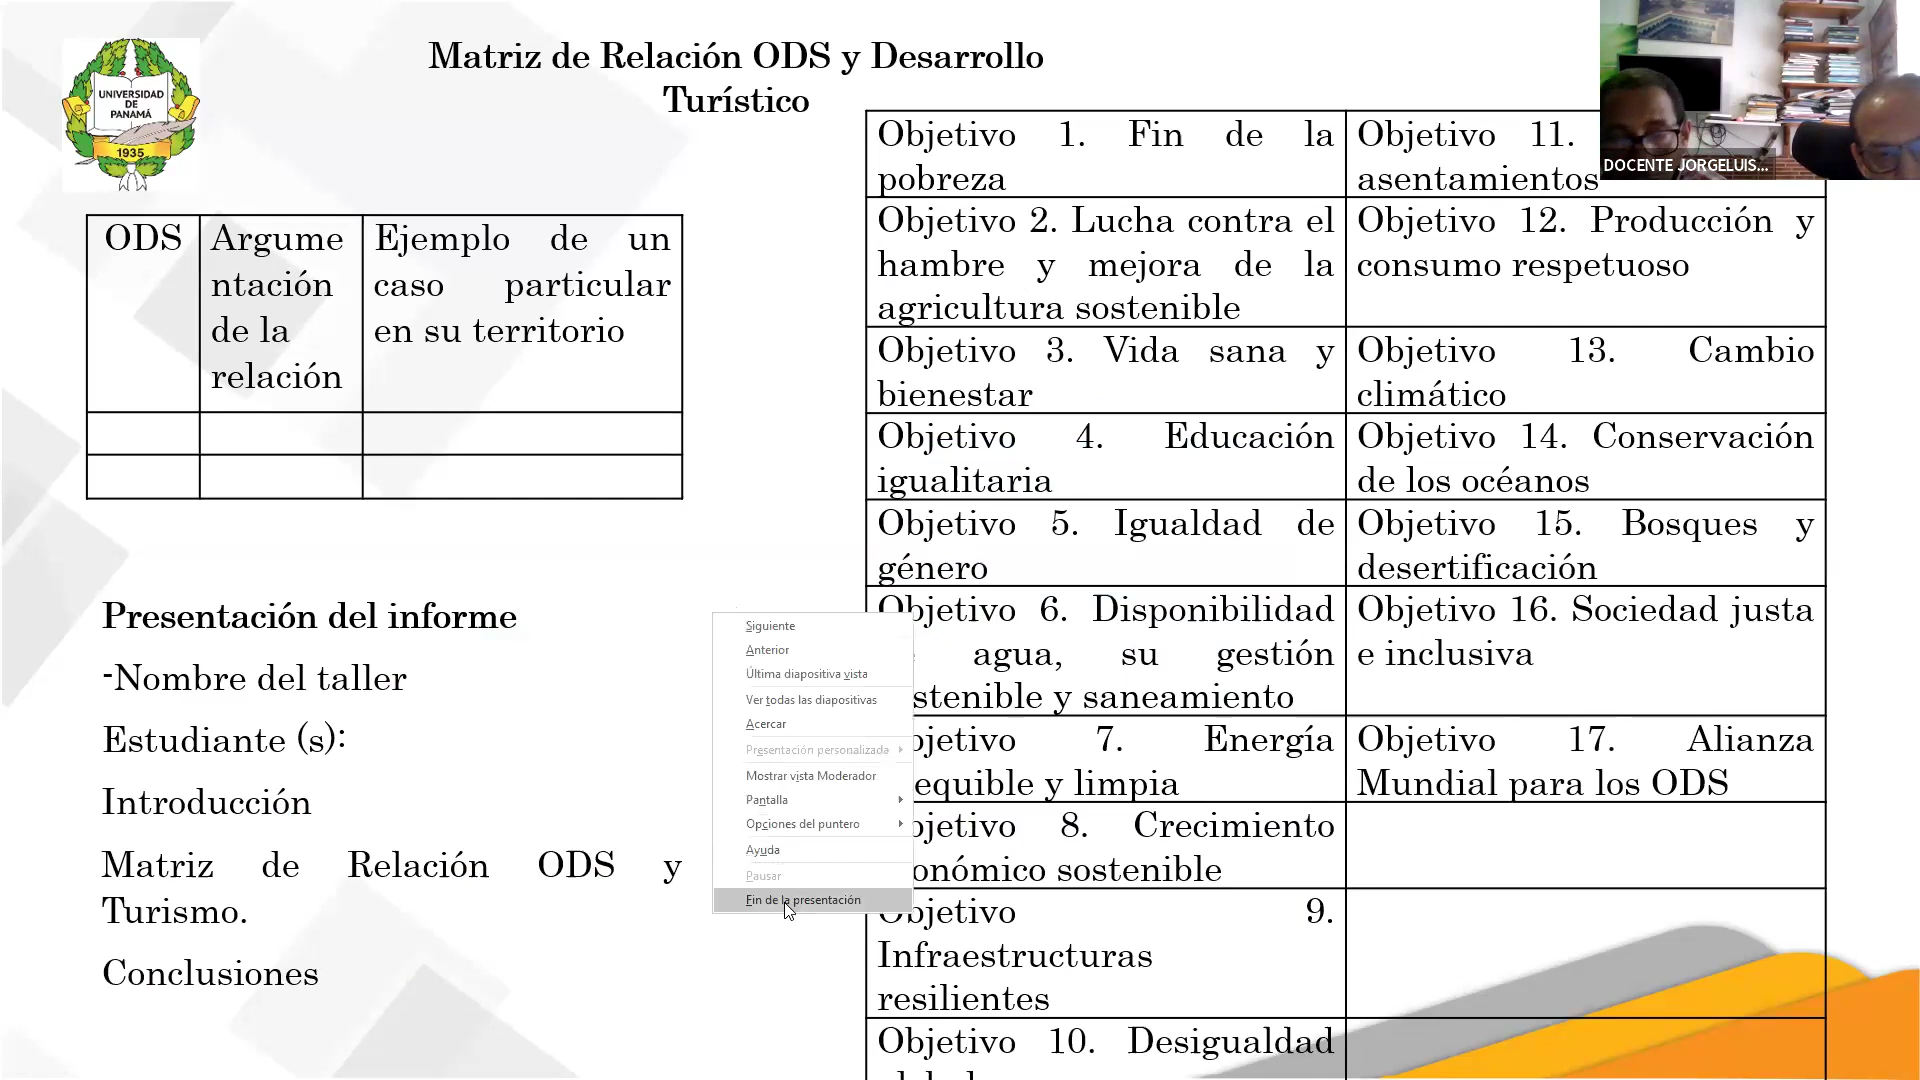 UNIVERSIDAD
DE
PANAMÁ
1935
Matriz de Relación ODS y Desarrollo
Turístico
DOCENTE JORGELUIS...
ODS
Argume
ntación
de la
relación
Ejemplo de un
caso particular
en su territorio
Presentación del informe
-Nombre del taller
Estudiante (s):
Introducción
Matriz de Relación ODS y
Turismo.
Conclusiones
Siguiente
Anterior
Última diapositiva vista
Ver todas las diapositivas
Acercar
Presentación personalizada
Mostrar vista Moderador
Pantalla
Opciones del puntero
Ayuda
Pausar
Fin de la presentación
Objetivo 1. Fin de la
pobreza
Objetivo 11.
asentamientos
Objetivo 2. Lucha contra el
hambre y mejora de la
agricultura sostenible
Objetivo 12. Producción y
consumo respetuoso
Objetivo 3. Vida sana y
bienestar
Objetivo 13. Cambio
climático
Objetivo 4. Educación
igualitaria
Objetivo 14. Conservación
de los océanos
Objetivo 5. Igualdad de
género
Objetivo 15. Bosques y
desertificación
Objetivo 6. Disponibilidad
agua, su gestión
stenible y saneamiento
Objetivo 16. Sociedad justa
e inclusiva
bjetivo 7. Energía
equible y limpia
Objetivo 17. Alianza
Mundial para los ODS
bjetivo 8. Crecimiento
onómico sostenible
Objetivo 9.
Infraestructuras
resilientes
Objetivo 10. Desigualdad